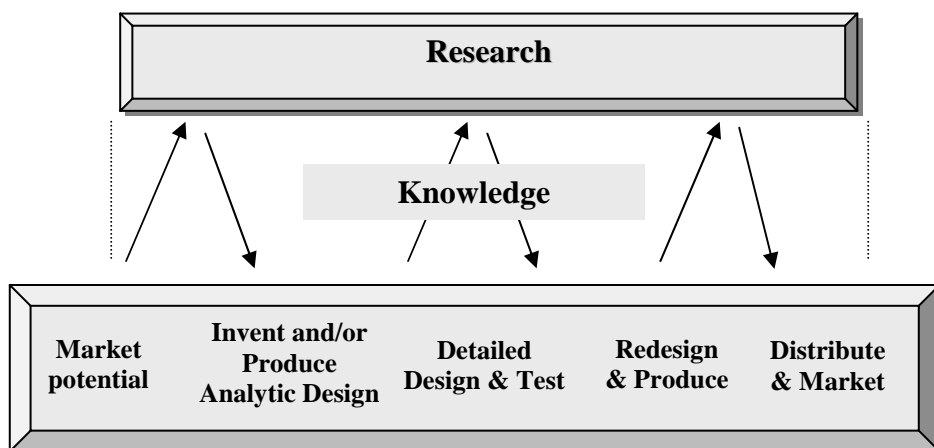 Research
Knowledge
Market
potential
Invent and/or
Produce
Analytic Design
Detailed
Design & Test
Redesign
& Produce
Distribute
& Market